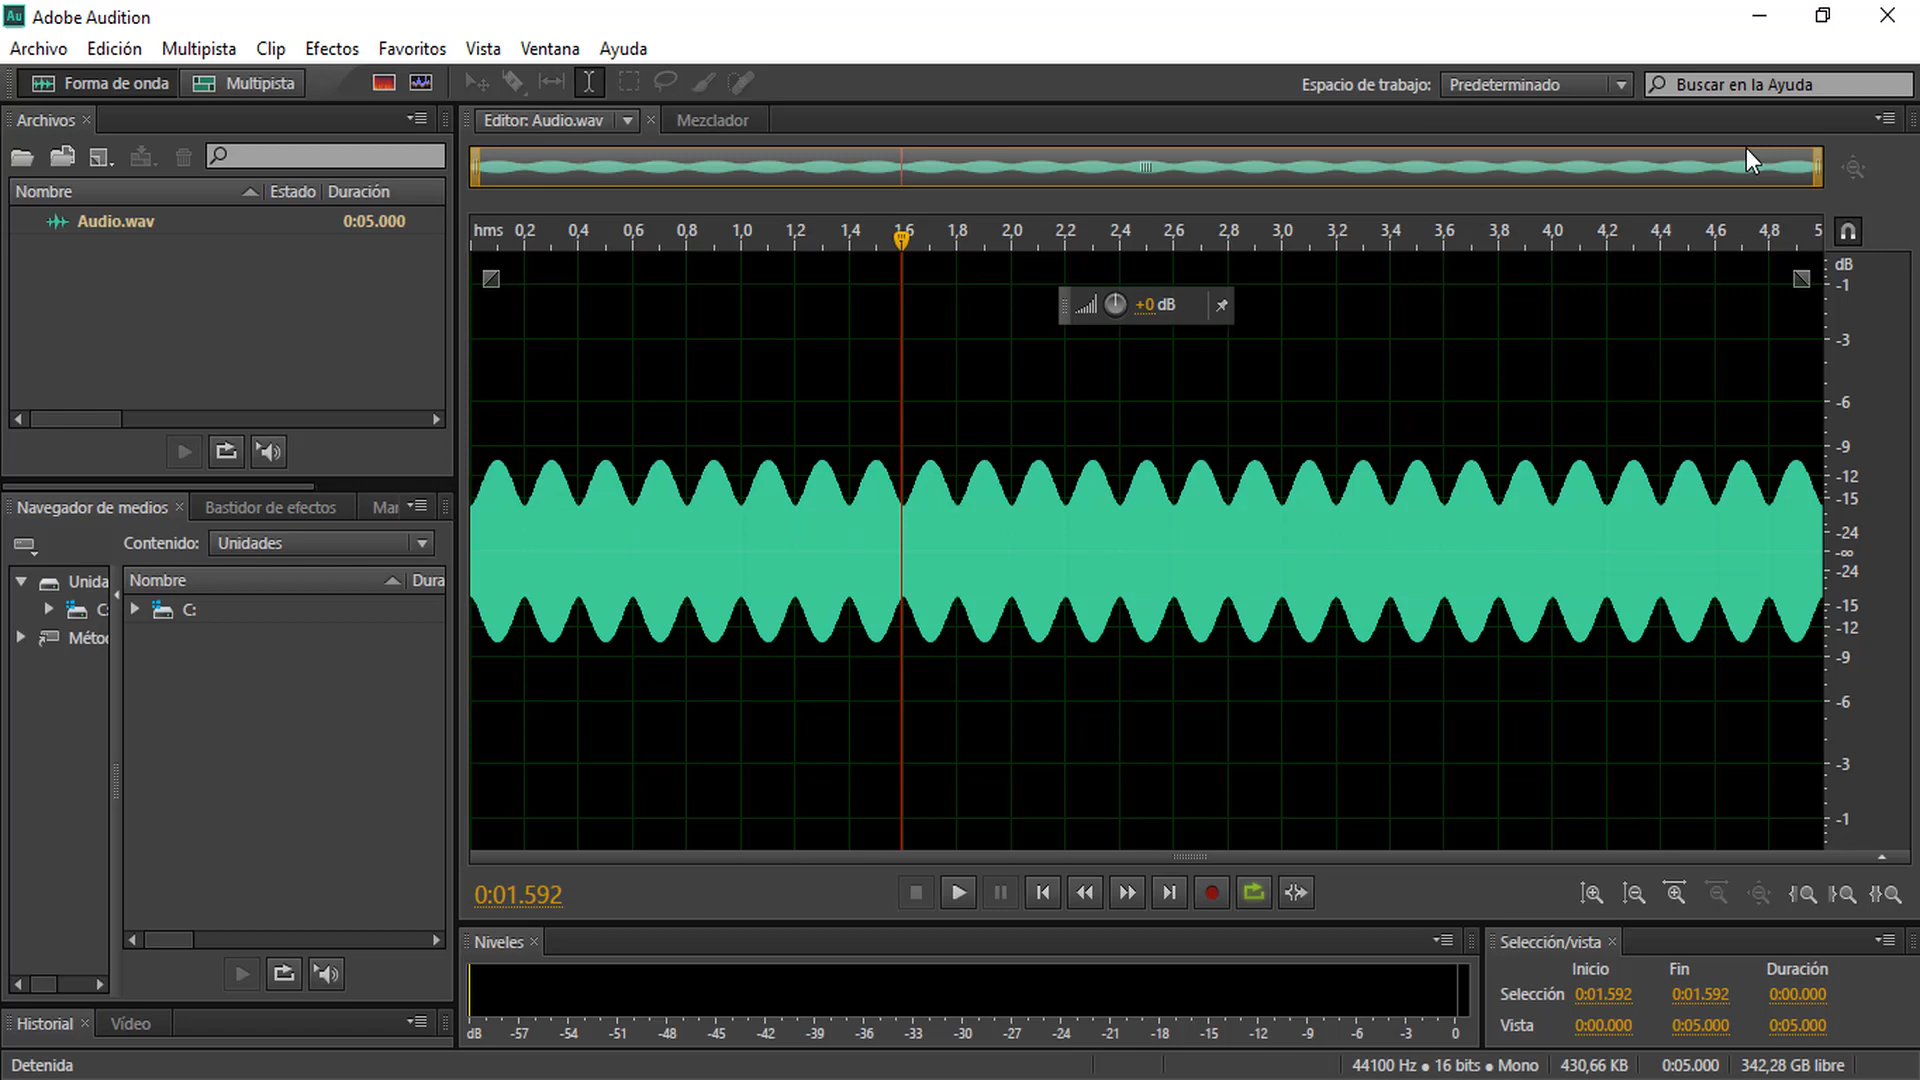 Au Adobe Audition
Archivo Edición Multipista Clip Efectos Favoritos Vista Ventana Ayuda
Forma de onda Multipista Espacio de trabajo: Predeterminado Buscar en la Ayuda
Archivos
Nombre Estado Duración
Audio.wav 0:05.000
Navegador de medios Bastidor de efectos Mar
Contenido: Unidades
Unida
C:
Métoc
Nombre Dura
C:
Historial Vídeo
Editor: Audio.wav Mezclador
hms 0,2 0,4 0,6 0,8 1,0 1,2 1,4 1,6 1,8 2,0 2,2 2,4 2,6 2,8 3,0 3,2 3,4 3,6 3,8 4,0 4,2 4,4 4,6 4,8 5
+0 dB
dB
-1
-3
-6
-9
-12
-15
-24
-∞
-24
-15
-12
-9
-6
-3
-1
0:01.592
Niveles
dB -57 -54 -51 -48 -45 -42 -39 -36 -33 -30 -27 -24 -21 -18 -15 -12 -9 -6 -3 0
Selección/vista
Inicio Fin Duración
Selección 0:01.592 0:01.592 0:00.000
Vista 0:00.000 0:05.000 0:05.000
Detenida 44100 Hz • 16 bits • Mono 430,66 KB 0:05.000 342,28 GB libre